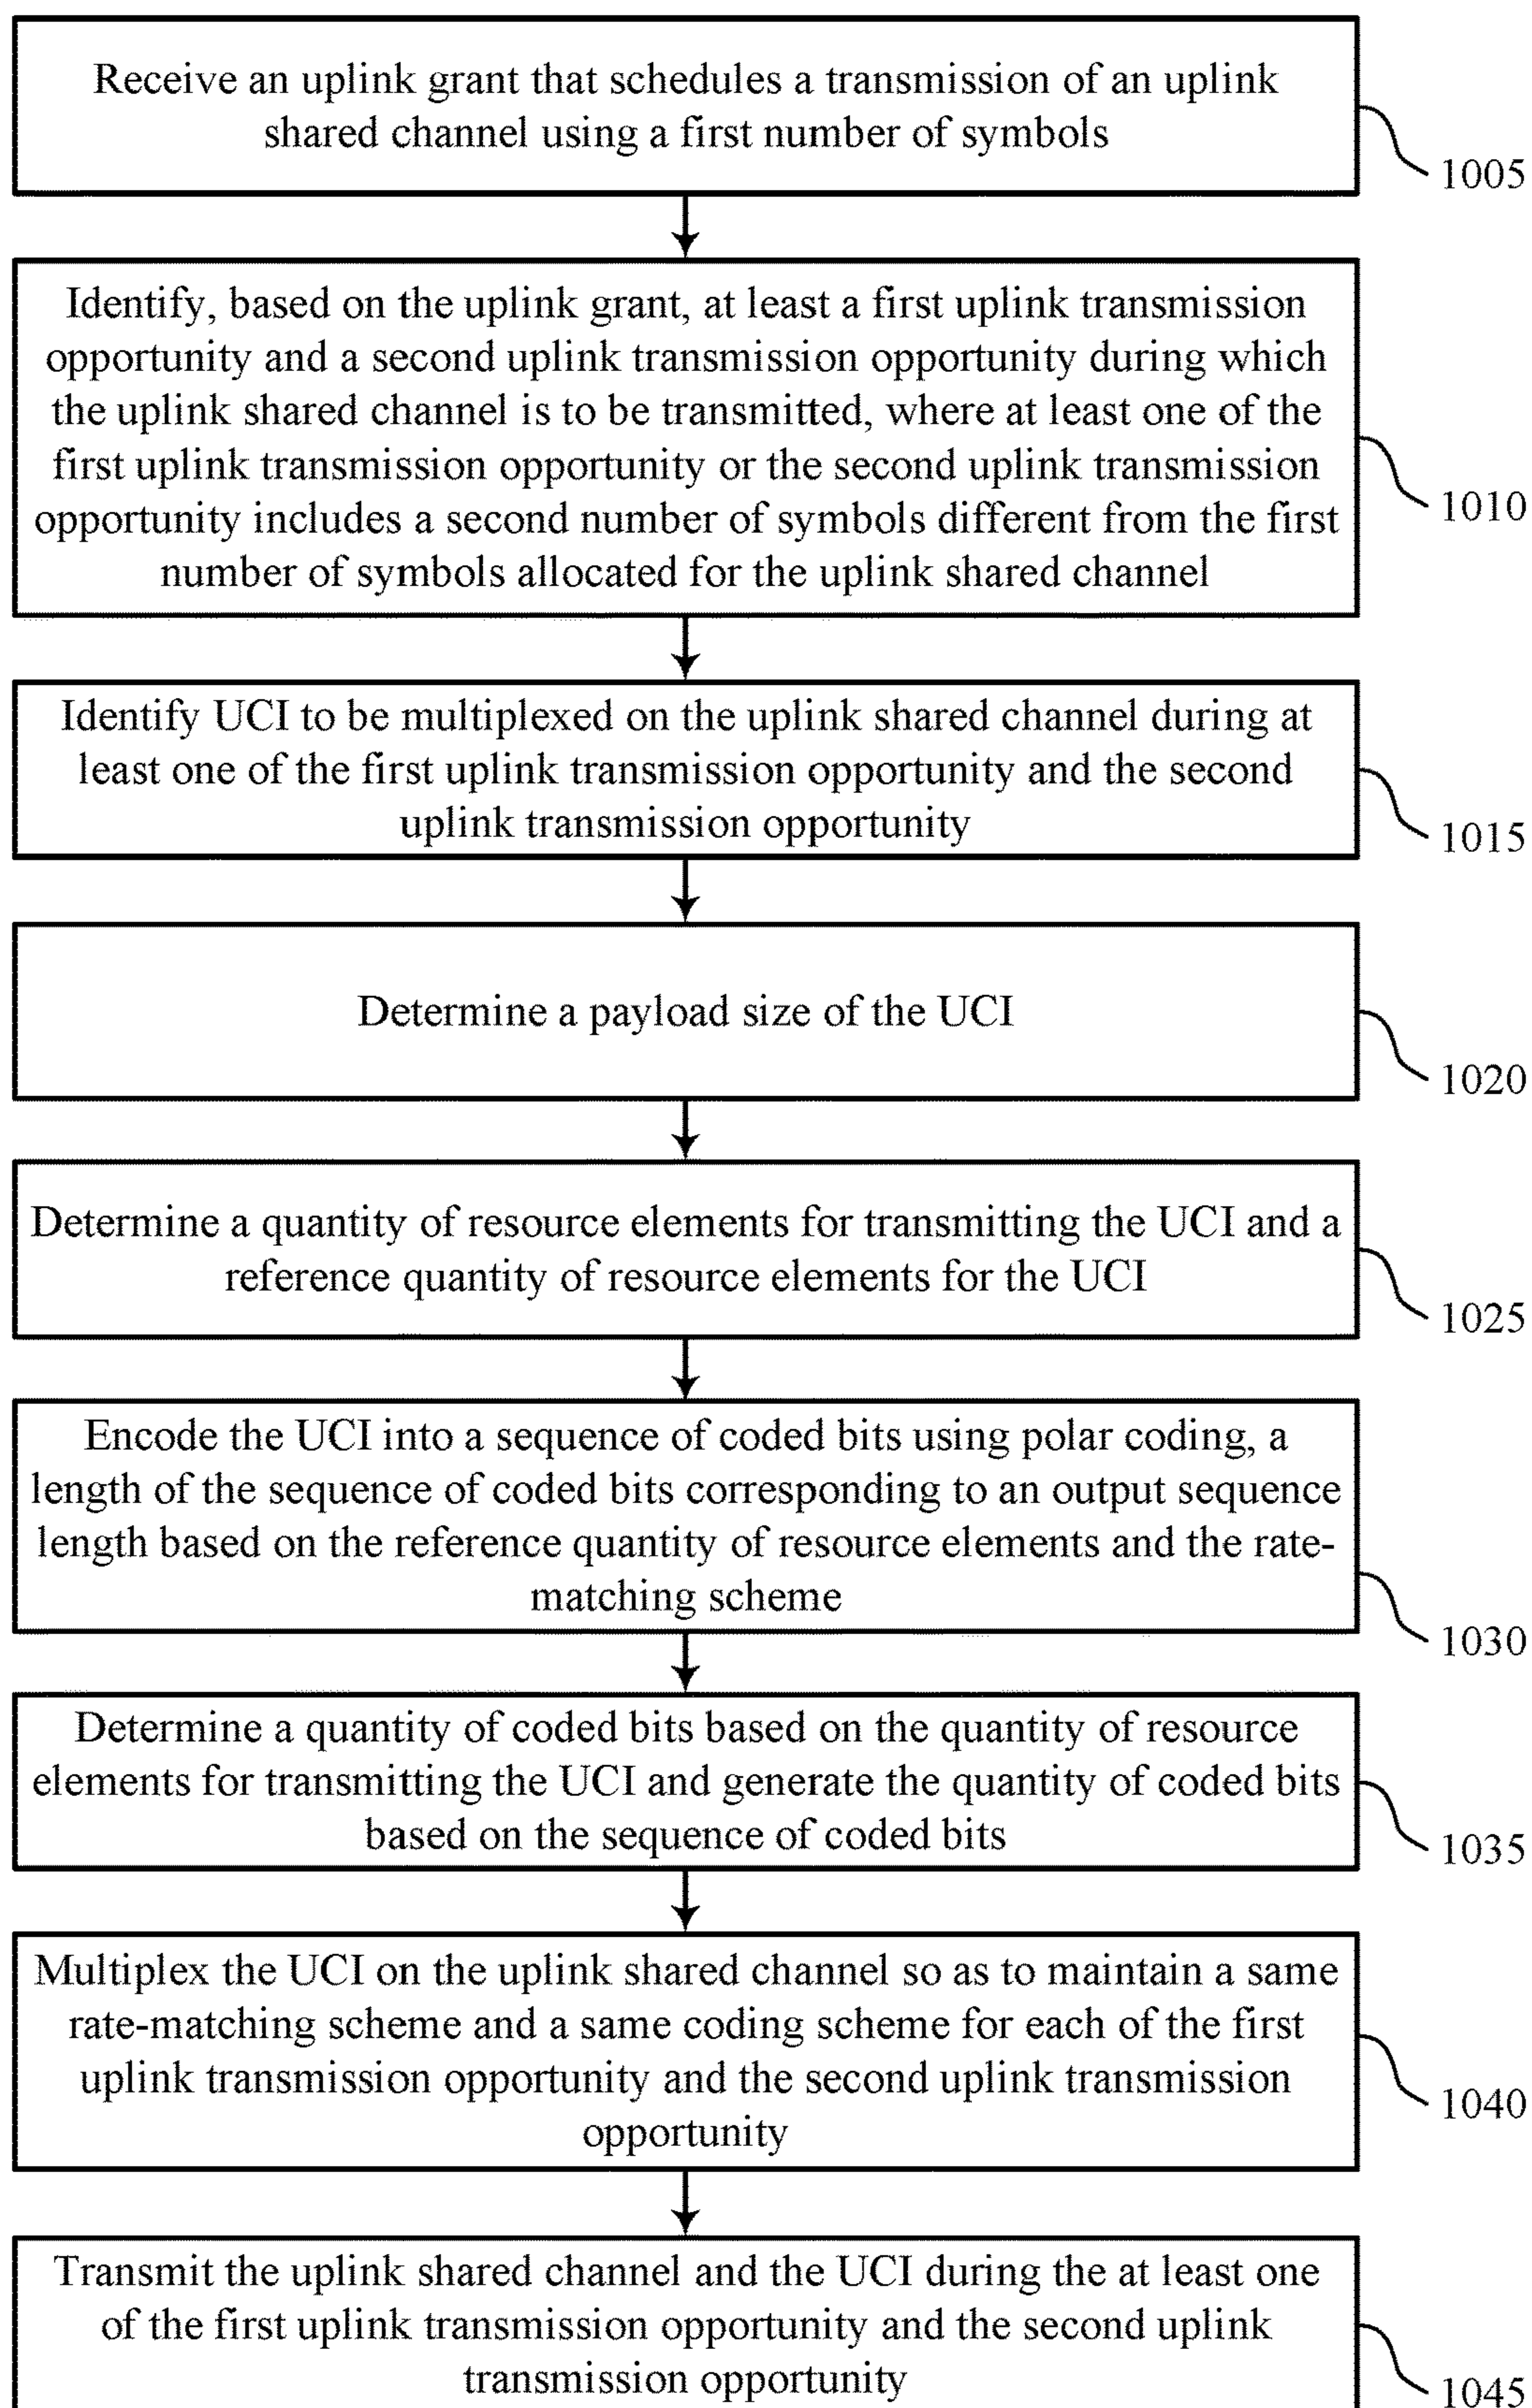 Receive an uplink grant that schedules a transmission of an uplink
shared channel using a first number of symbols
1005
Identify, based on the uplink grant, at least a first uplink transmission
opportunity and a second uplink transmission opportunity during which
the uplink shared channel is to be transmitted, where at least one of the
first uplink transmission opportunity or the second uplink transmission
opportunity includes a second number of symbols different from the first
number of symbols allocated for the uplink shared channel
1010
Identify UCI to be multiplexed on the uplink shared channel during at
least one of the first uplink transmission opportunity and the second
uplink transmission opportunity
1015
Determine a payload size of the UCI
1020
Determine a quantity of resource elements for transmitting the UCI and a
reference quantity of resource elements for the UCI
1025
Encode the UCI into a sequence of coded bits using polar coding, a
length of the sequence of coded bits corresponding to an output sequence
length based on the reference quantity of resource elements and the rate-
matching scheme
1030
Determine a quantity of coded bits based on the quantity of resource
elements for transmitting the UCI and generate the quantity of coded bits
based on the sequence of coded bits
1035
Multiplex the UCI on the uplink shared channel so as to maintain a same
rate-matching scheme and a same coding scheme for each of the first
uplink transmission opportunity and the second uplink transmission
opportunity
1040
Transmit the uplink shared channel and the UCI during the at least one
of the first uplink transmission opportunity and the second uplink
transmission opportunity
1045